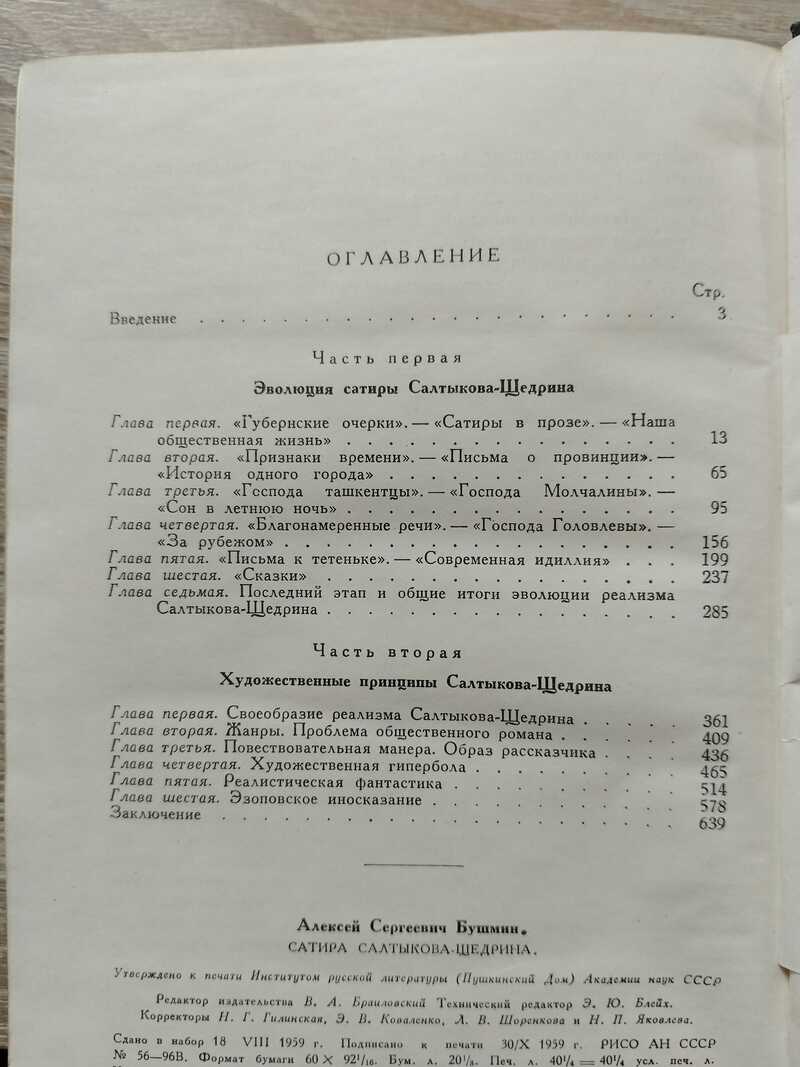 ОГЛАВЛЕНИЕ
Стр.
Введение . . . . . . . . . . . . . . . . . . . . . . . 3
Часть первая
Эволюция сатиры Салтыкова-Щедрина
Глава первая. «Губернские очерки». — «Сатиры в прозе». — «Наша
общественная жизнь» . . . . . . . . . . . . . . . . 13
Глава вторая. «Признаки времени». — «Письма о провинции». —
«История одного города» . . . . . . . . . . . . . . 65
Глава третья. «Господа ташкентцы». — «Господа Молчалины». —
«Сон в летнюю ночь» . . . . . . . . . . . . . . . . 95
Глава четвертая. «Благонамеренные речи». — «Господа Головлевы». —
«За рубежом» . . . . . . . . . . . . . . . . . . . 156
Глава пятая. «Письма к тетеньке». — «Современная идиллия» . . . 199
Глава шестая. «Сказки» . . . . . . . . . . . . . . . . . 237
Глава седьмая. Последний этап и общие итоги эволюции реализма
Салтыкова-Щедрина . . . . . . . . . . . . . . . . . 285
Часть вторая
Художественные принципы Салтыкова-Щедрина
Глава первая. Своеобразие реализма Салтыкова-Щедрина . . . . . 361
Глава вторая. Жанры. Проблема общественного романа . . . . . . 409
Глава третья. Повествовательная манера. Образ рассказчика . . . . 436
Глава четвертая. Художественная гипербола . . . . . . . . . . 465
Глава пятая. Реалистическая фантастика . . . . . . . . . . . 514
Глава шестая. Эзоповское иносказание . . . . . . . . . . . . 578
Заключение . . . . . . . . . . . . . . . . . . . . . . 639
Алексей Сергеевич Бушмин.
САТИРА САЛТЫКОВА-ЩЕДРИНА.
Утверждено к печати Институтом русской литературы (Пушкинский Дом) Академии наук СССР
Редактор издательства В. А. Браиловский Технический редактор Э. Ю. Блейх.
Корректоры Н. Г. Гилинская, Э. В. Коваленко, Л. В. Шоренкова и Н. П. Яковлева.
Сдано в набор 18 VIII 1959 г. Подписано к печати 30/X 1959 г. РИСО АН СССР
№ 56—96В. Формат бумаги 60 X 92¹/₁₆. Бум. л. 20¹/₈. Печ. л. 40¹/₄ = 40¹/₄ усл. печ. л.